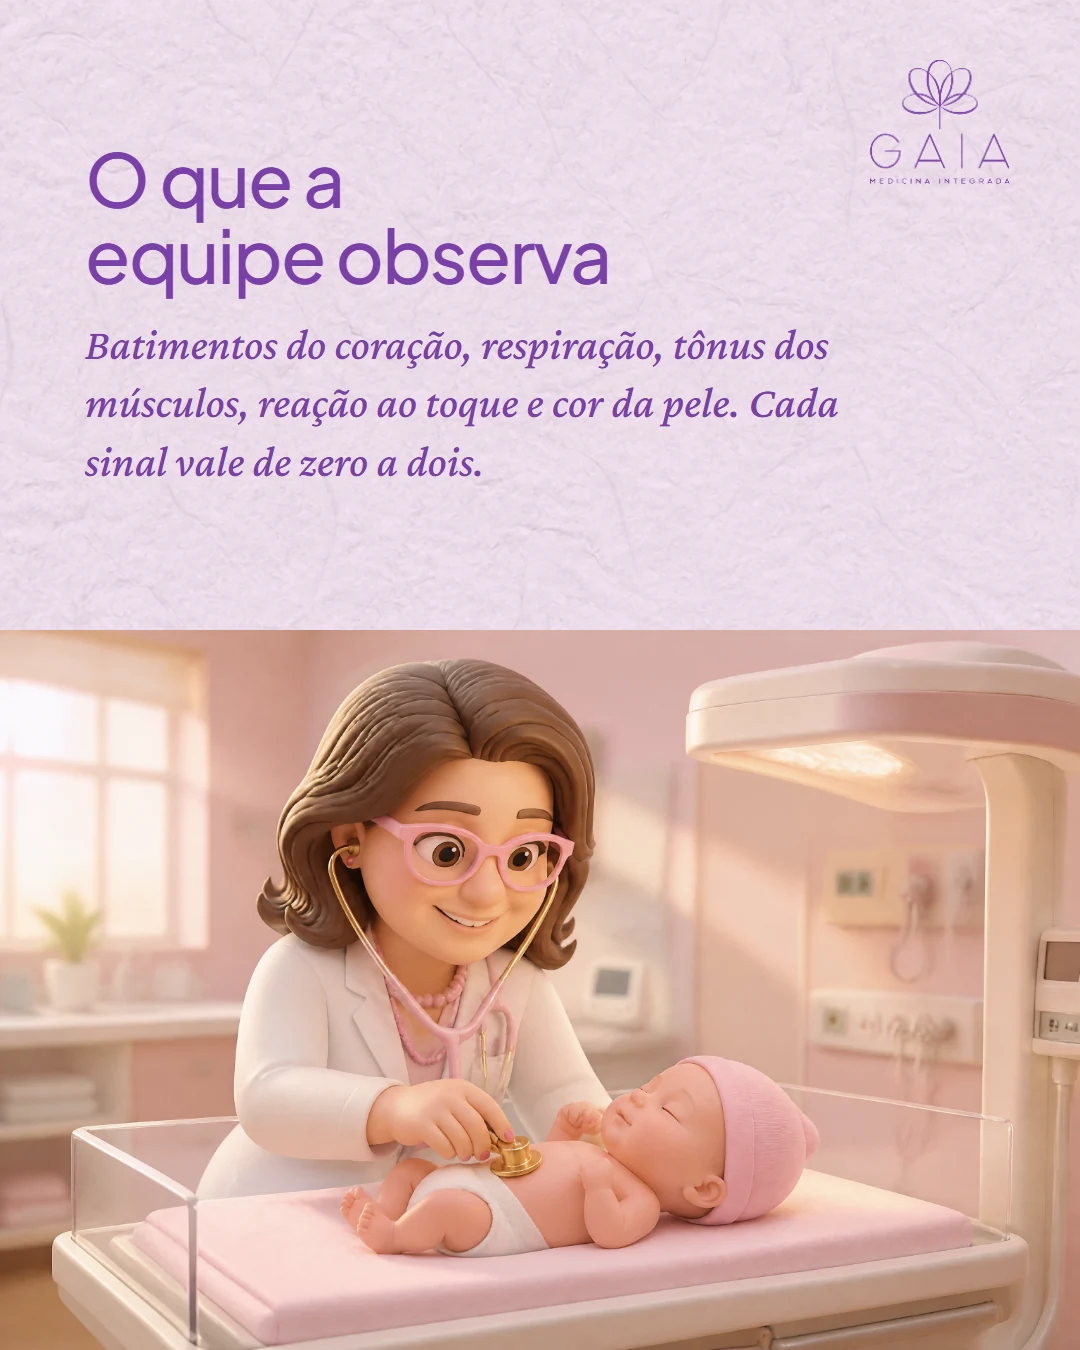 GAIA
MEDICINA INTEGRADA
O que a
equipe observa
Batimentos do coração, respiração, tônus dos
músculos, reação ao toque e cor da pele. Cada
sinal vale de zero a dois.